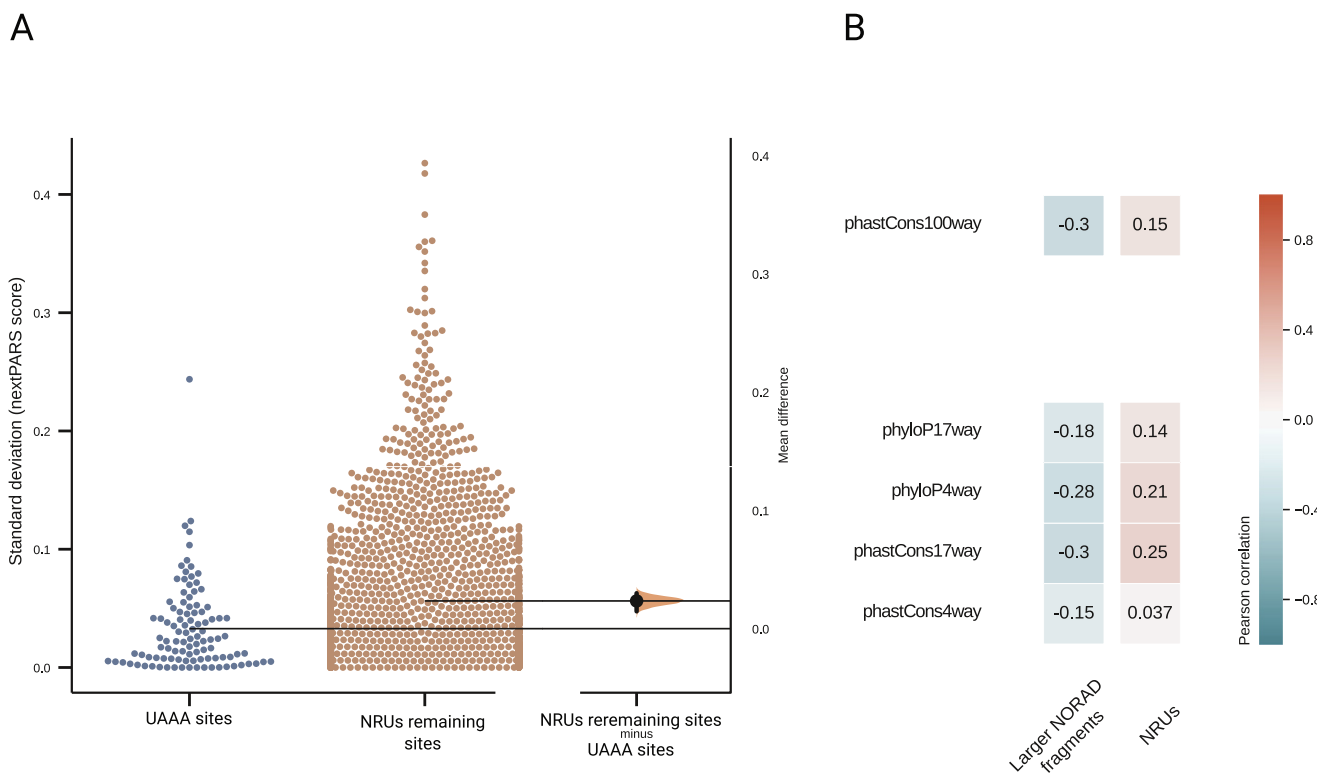 A
B
Standard deviation (nextPARS score)
0.4
0.3
0.2
0.1
0.0
0.4
0.3
0.2
0.1
0.0
Mean difference
UAAA sites
NRUs remaining
sites
NRUs reremaining sites
minus
UAAA sites
phastCons100way
-0.3
0.15
phyloP17way
-0.18
0.14
phyloP4way
-0.28
0.21
phastCons17way
-0.3
0.25
phastCons4way
-0.15
0.037
Larger NORAD
fragments
NRUs
Pearson correlation
0.8
0.4
0.0
−0.4
−0.8